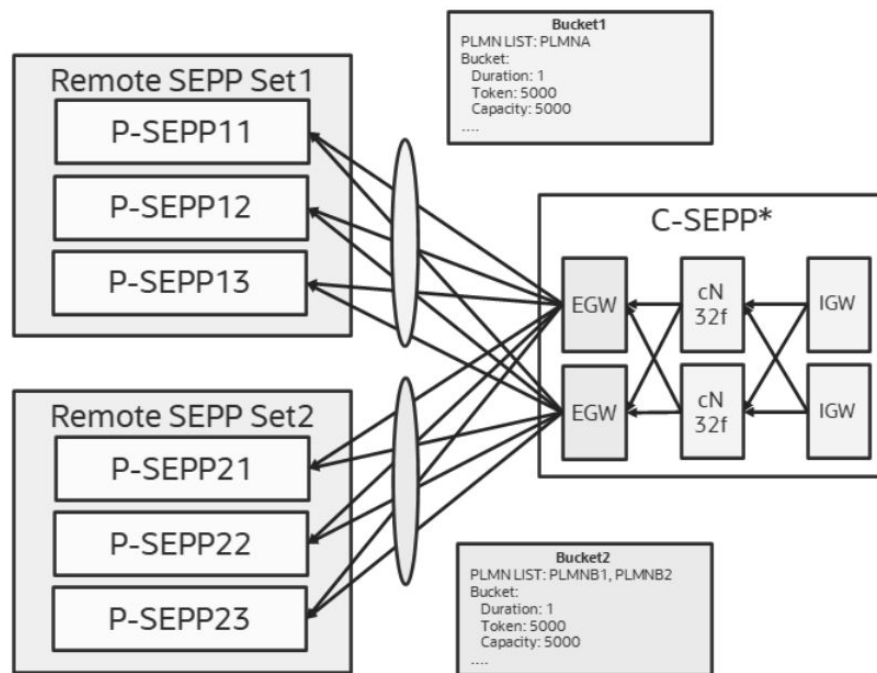 Bucket1
PLMN LIST: PLMNA
Bucket:
Duration: 1
Token: 5000
Capacity: 5000
....
Remote SEPP Set1
P-SEPP11
P-SEPP12
P-SEPP13
C-SEPP*
EGW
cN
32f
IGW
EGW
cN
32f
IGW
Remote SEPP Set2
P-SEPP21
P-SEPP22
P-SEPP23
Bucket2
PLMN LIST: PLMNB1, PLMNB2
Bucket:
Duration: 1
Token: 5000
Capacity: 5000
....